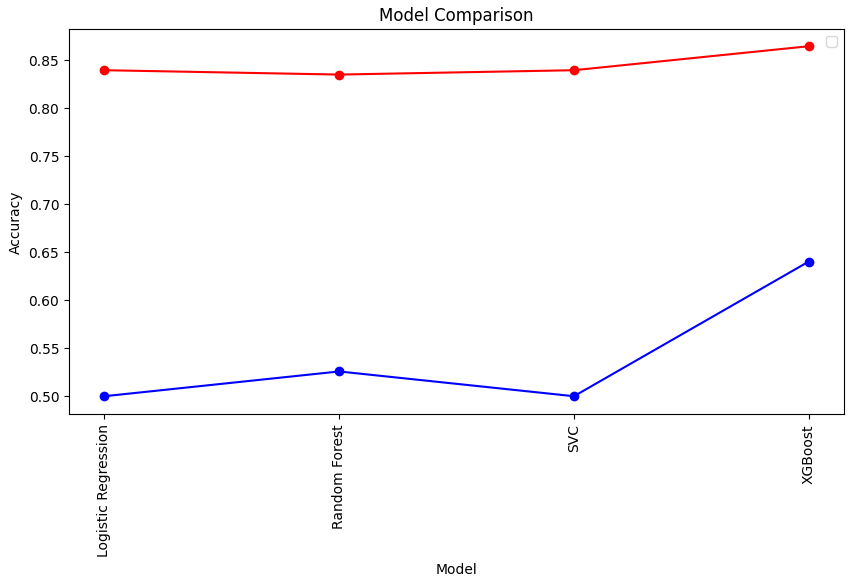 Model Comparison
Accuracy
0.85
0.80
0.75
0.70
0.65
0.60
0.55
0.50
Logistic Regression
Random Forest
SVC
XGBoost
Model